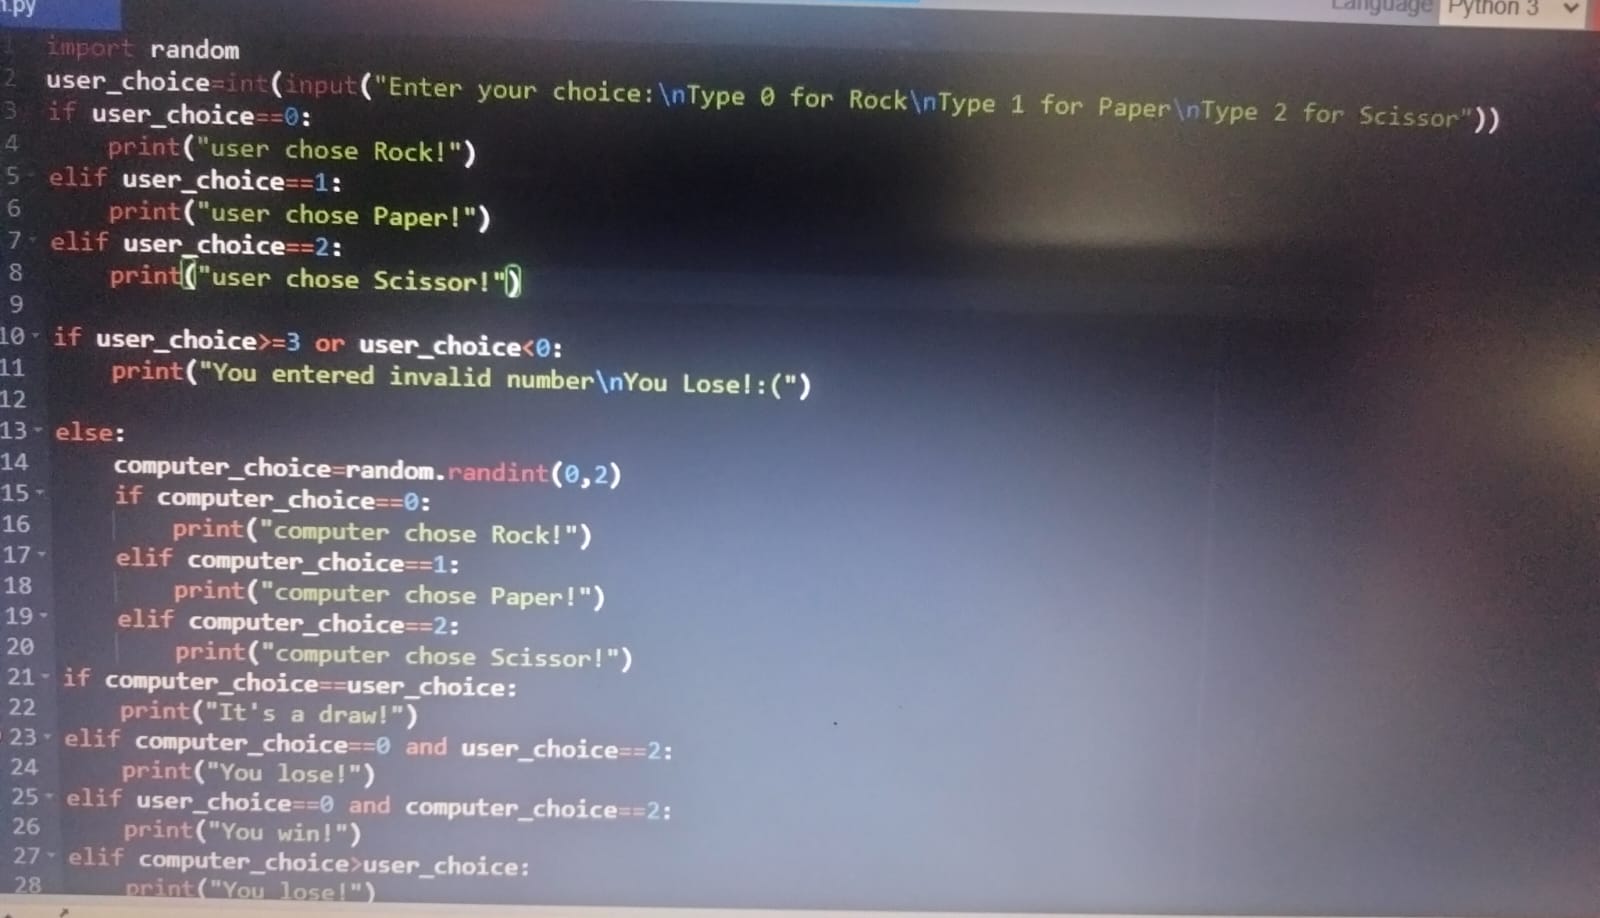 .py
Language Python 3
1 import random
2 user_choice=int(input("Enter your choice:\nType 0 for Rock\nType 1 for Paper\nType 2 for Scissor"))
3 if user_choice==0:
4     print("user chose Rock!")
5 elif user_choice==1:
6     print("user chose Paper!")
7 elif user_choice==2:
8     print("user chose Scissor!")
9
10 if user_choice>=3 or user_choice<0:
11     print("You entered invalid number\nYou Lose!:(")
12
13 else:
14     computer_choice=random.randint(0,2)
15     if computer_choice==0:
16         print("computer chose Rock!")
17     elif computer_choice==1:
18         print("computer chose Paper!")
19     elif computer_choice==2:
20         print("computer chose Scissor!")
21 if computer_choice==user_choice:
22     print("It's a draw!")
23 elif computer_choice==0 and user_choice==2:
24     print("You lose!")
25 elif user_choice==0 and computer_choice==2:
26     print("You win!")
27 elif computer_choice>user_choice:
28     print("You lose!")